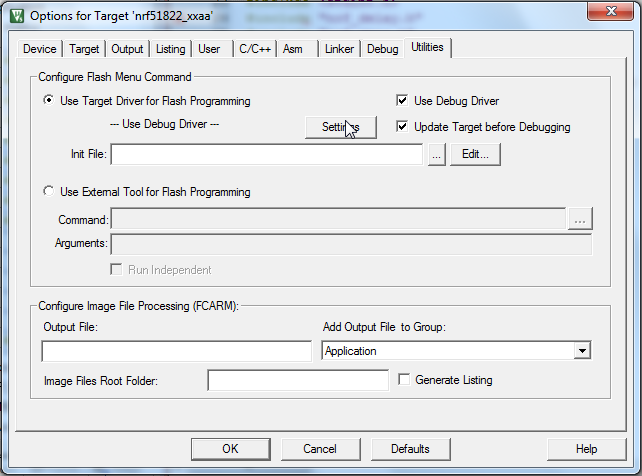 Options for Target 'nrf51822_xxaa'
Device Target Output Listing User C/C++ Asm Linker Debug Utilities
Configure Flash Menu Command
Use Target Driver for Flash Programming
Use Debug Driver
--- Use Debug Driver ---
Settings
Update Target before Debugging
Init File:
...
Edit...
Use External Tool for Flash Programming
Command:
...
Arguments:
Run Independent
Configure Image File Processing (FCARM):
Output File:
Add Output File to Group:
Application
Image Files Root Folder:
Generate Listing
OK Cancel Defaults Help